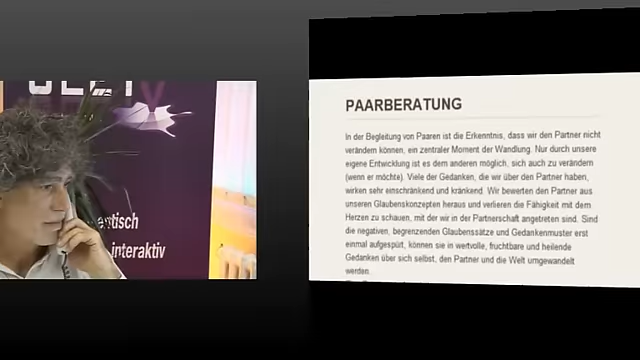 PAARBERATUNG
In der Begleitung von Paaren ist die Erkenntnis, dass wir den Partner nicht
verändern können, ein zentraler Moment der Wandlung. Nur durch unsere
eigene Entwicklung ist es dem anderen möglich, sich auch zu verändern
(wenn er möchte). Viele der Gedanken, die wir über den Partner haben,
wirken sehr einschränkend und kränkend. Wir bewerten den Partner aus
unseren Glaubenskonzepten heraus und verlieren die Fähigkeit mit dem
Herzen zu schauen, mit der wir in der Partnerschaft angetreten sind. Sind
die negativen, begrenzenden Glaubenssätze und Gedankenmuster erst
einmal aufgespürt, können sie in wertvolle, fruchtbare und heilende
Gedanken über sich selbst, den Partner und die Welt umgewandelt
werden.
entisch
interaktiv